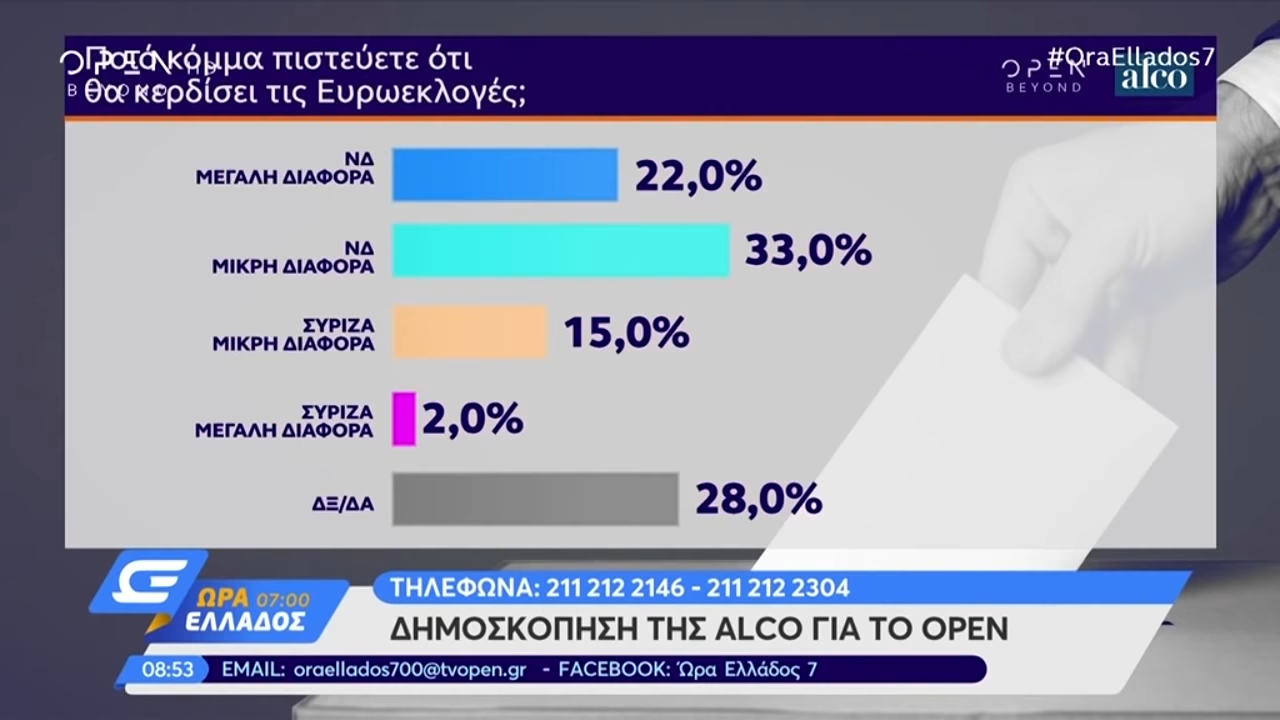 Ποιό κόμμα πιστεύετε ότι
θα κερδίσει τις Ευρωεκλογές;
OPEN HD
BEYOND
#OraEllados7
OPEN
BEYOND
alco
ΝΔ
ΜΕΓΑΛΗ ΔΙΑΦΟΡΑ
22,0%
ΝΔ
ΜΙΚΡΗ ΔΙΑΦΟΡΑ
33,0%
ΣΥΡΙΖΑ
ΜΙΚΡΗ ΔΙΑΦΟΡΑ
15,0%
ΣΥΡΙΖΑ
ΜΕΓΑΛΗ ΔΙΑΦΟΡΑ
2,0%
ΔΞ/ΔΑ
28,0%
ΩΡΑ 07:00
ΕΛΛΑΔΟΣ
ΤΗΛΕΦΩΝΑ: 211 212 2146 - 211 212 2304
ΔΗΜΟΣΚΟΠΗΣΗ ΤΗΣ ALCO ΓΙΑ ΤΟ OPEN
08:53
EMAIL: oraellados700@tvopen.gr - FACEBOOK: Ώρα Ελλάδος 7